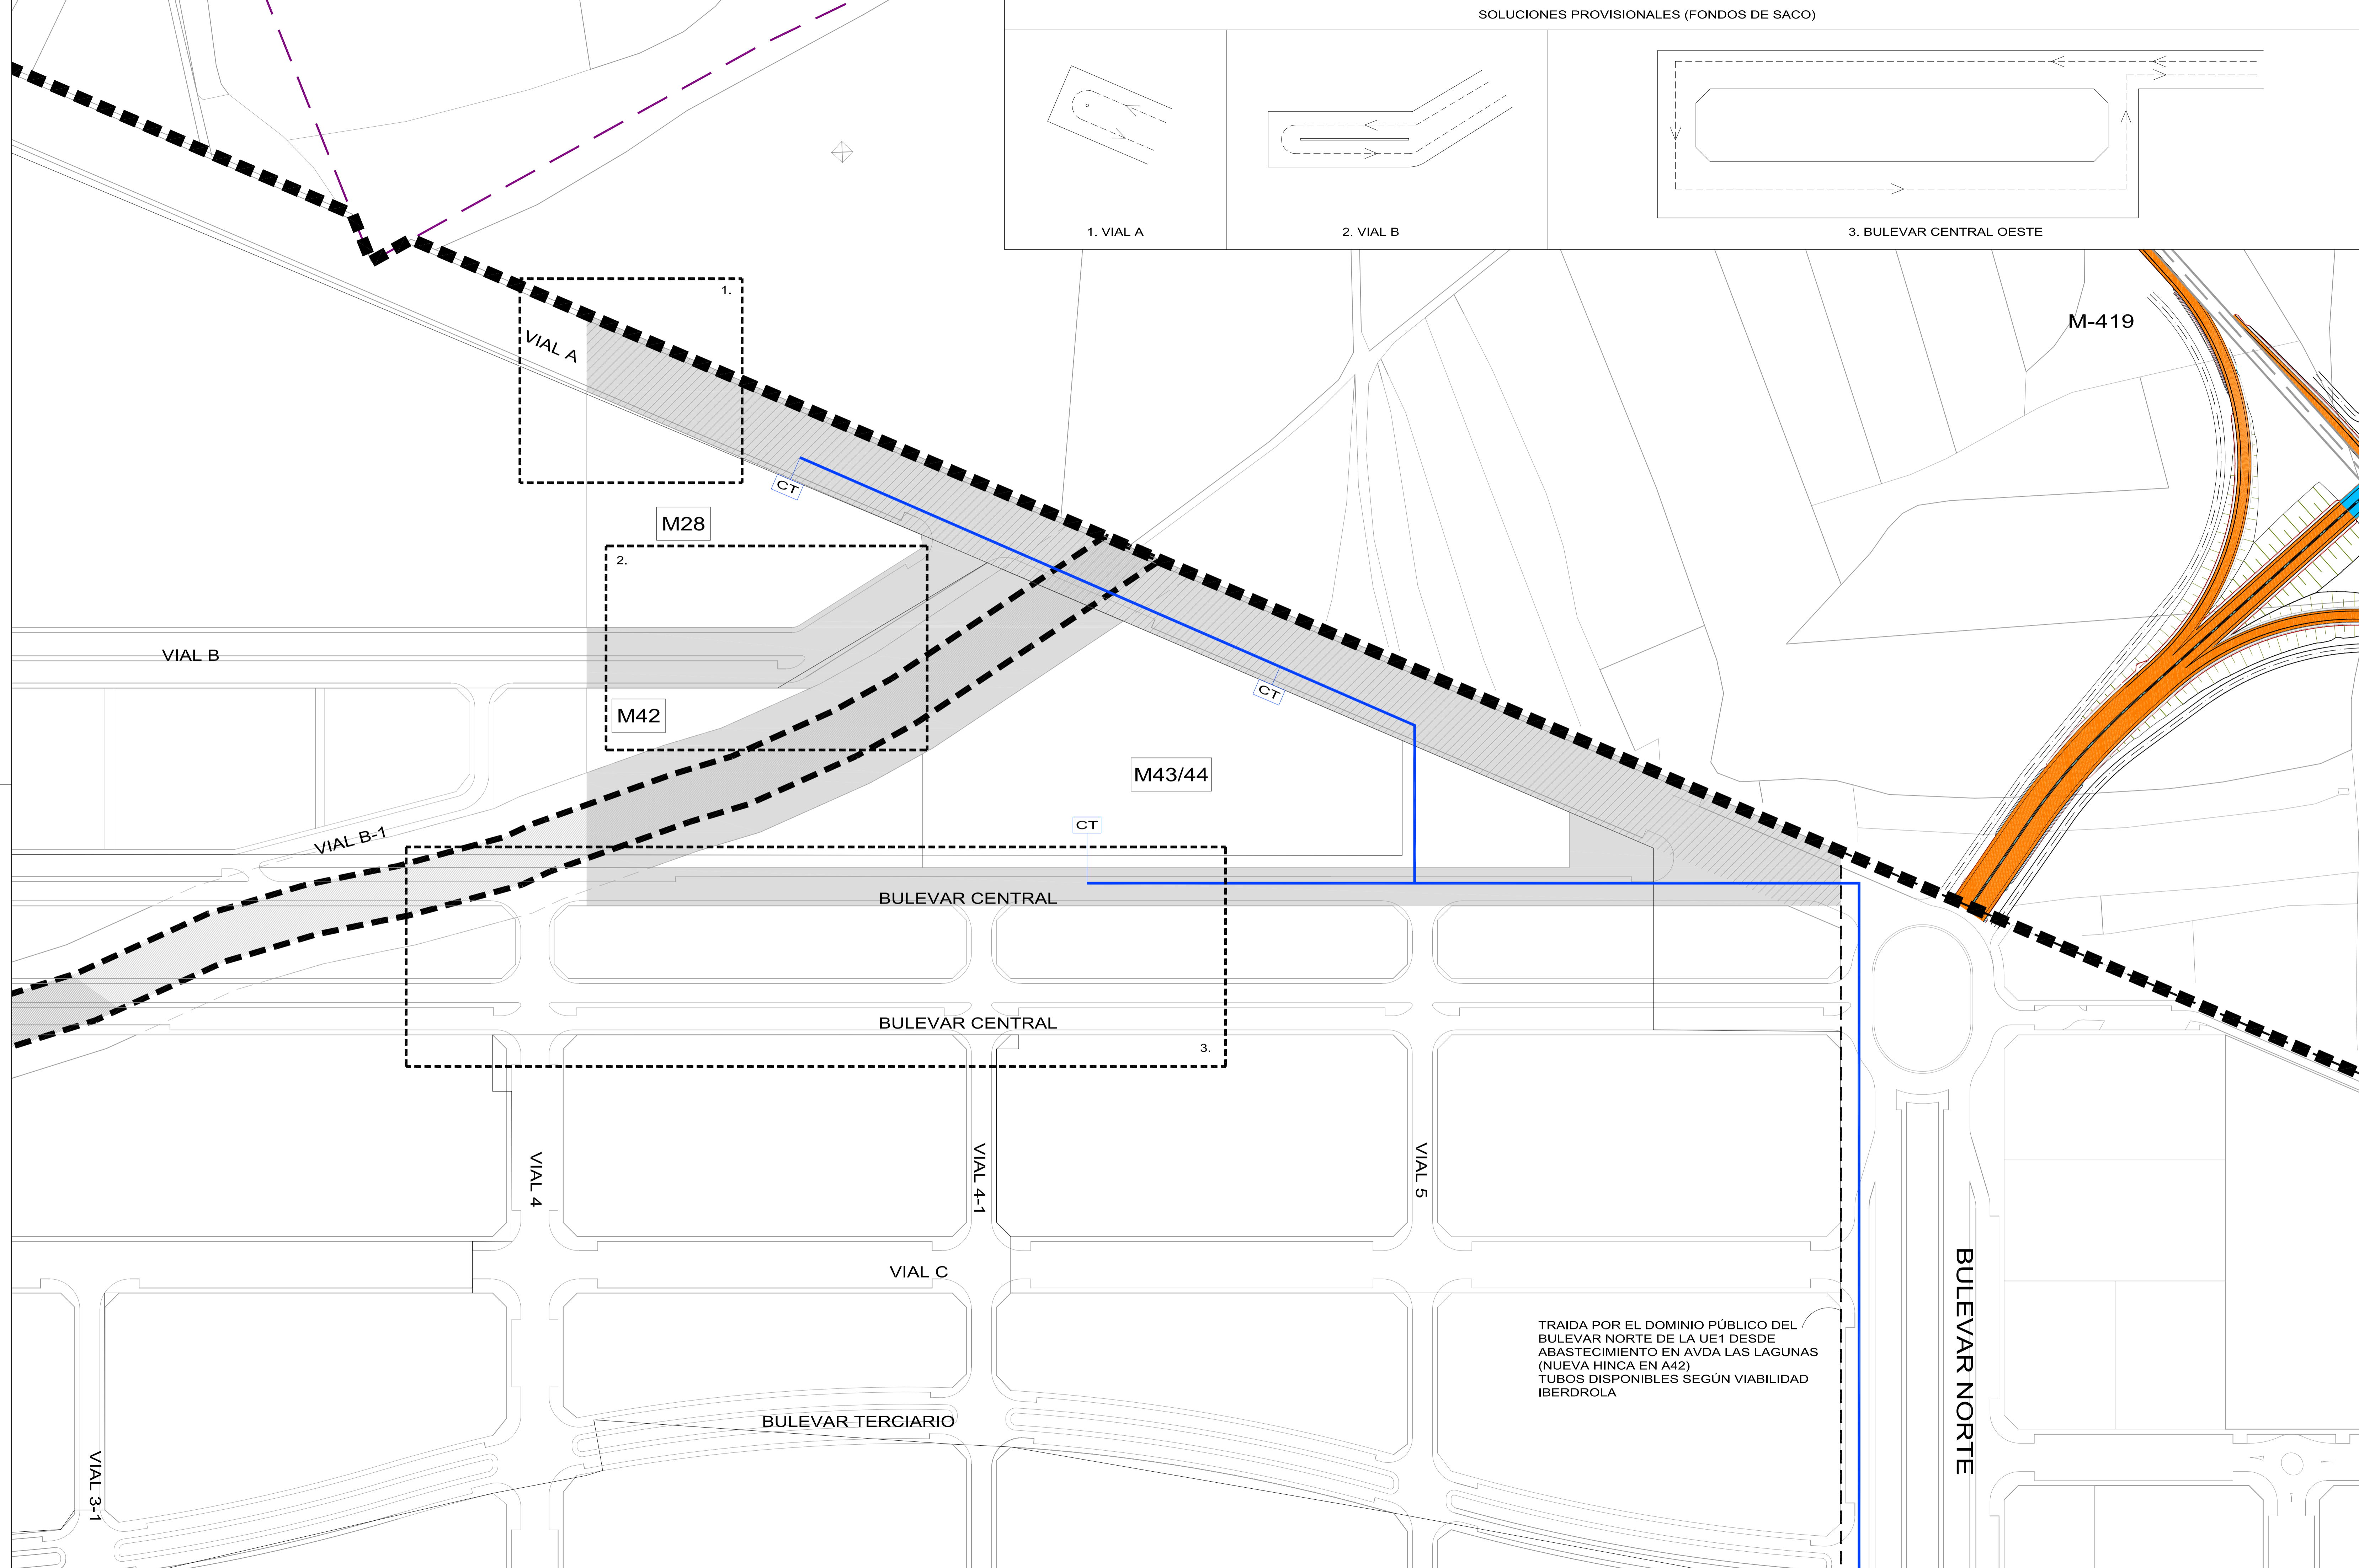 SOLUCIONES PROVISIONALES (FONDOS DE SACO)
1. VIAL A
2. VIAL B
3. BULEVAR CENTRAL OESTE
1.
VIAL A
M-419
CT
M28
2.
VIAL B
CT
M42
M43/44
CT
VIAL B-1
BULEVAR CENTRAL
BULEVAR CENTRAL
3.
VIAL 4
VIAL 4-1
VIAL 5
VIAL C
BULEVAR NORTE
TRAIDA POR EL DOMINIO PÚBLICO DEL
BULEVAR NORTE DE LA UE1 DESDE
ABASTECIMIENTO EN AVDA LAS LAGUNAS
(NUEVA HINCA EN A42)
TUBOS DISPONIBLES SEGÚN VIABILIDAD
IBERDROLA
BULEVAR TERCIARIO
VIAL 3-1